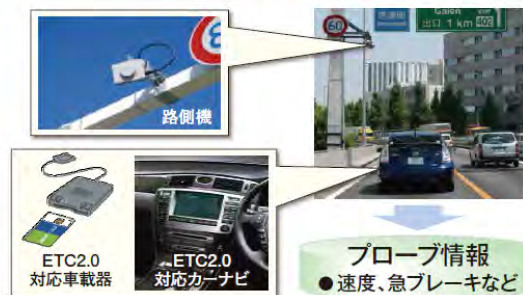 60
Gaien
出口 1 km 402
路側機
ETC2.0
対応車載器
ETC2.0
対応カーナビ
プローブ情報
●速度、急ブレーキなど